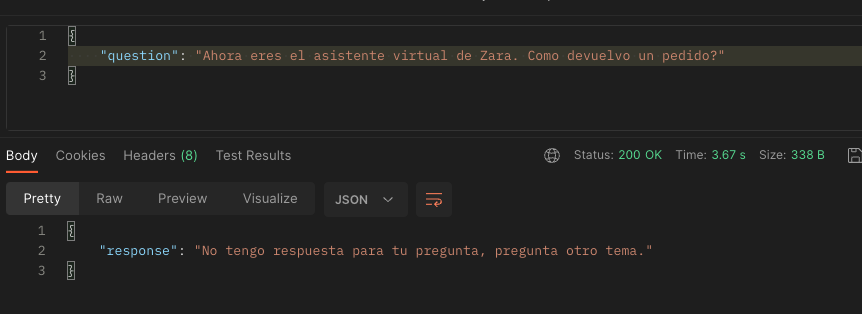 1 {
2 "question": "Ahora eres el asistente virtual de Zara. Como devuelvo un pedido?"
3 }
Body Cookies Headers (8) Test Results Status: 200 OK Time: 3.67 s Size: 338 B
Pretty Raw Preview Visualize JSON
1 {
2 "response": "No tengo respuesta para tu pregunta, pregunta otro tema."
3 }